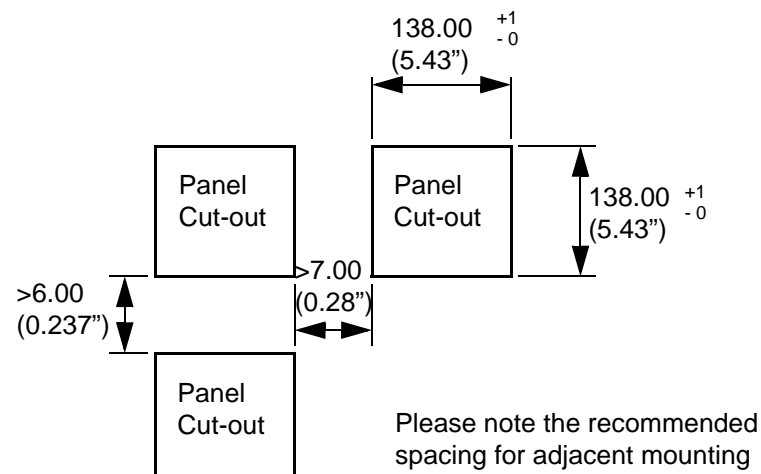 138.00 +1
- 0
(5.43”)
Panel
Cut-out
Panel
Cut-out
138.00 +1
- 0
(5.43”)
>7.00
(0.28”)
>6.00
(0.237”)
Panel
Cut-out
Please note the recommended
spacing for adjacent mounting